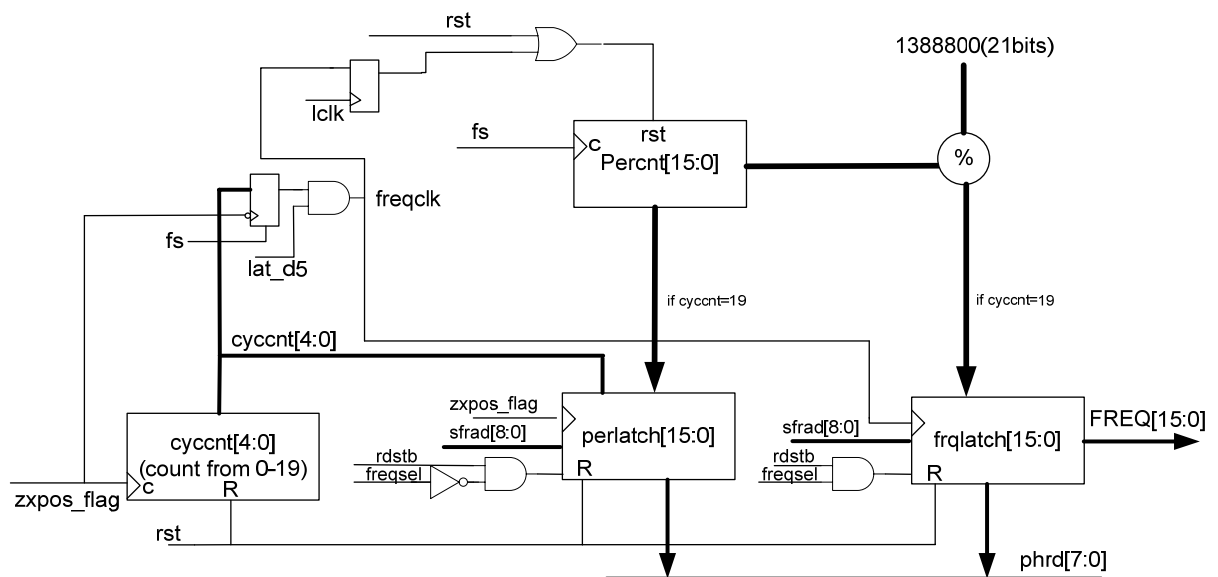 rst
1388800(21bits)
lclk
fs
rst
C
Percnt[15:0]
%
freqclk
fs
lat_d5
if cyccnt=19
if cyccnt=19
cyccnt[4:0]
zxpos_flag
sfrad[8:0]
perlatch[15:0]
rdstb
freqsel
R
sfrad[8:0]
frqlatch[15:0]
FREQ[15:0]
rdstb
freqsel
R
cyccnt[4:0]
(count from 0-19)
C
R
zxpos_flag
rst
phrd[7:0]